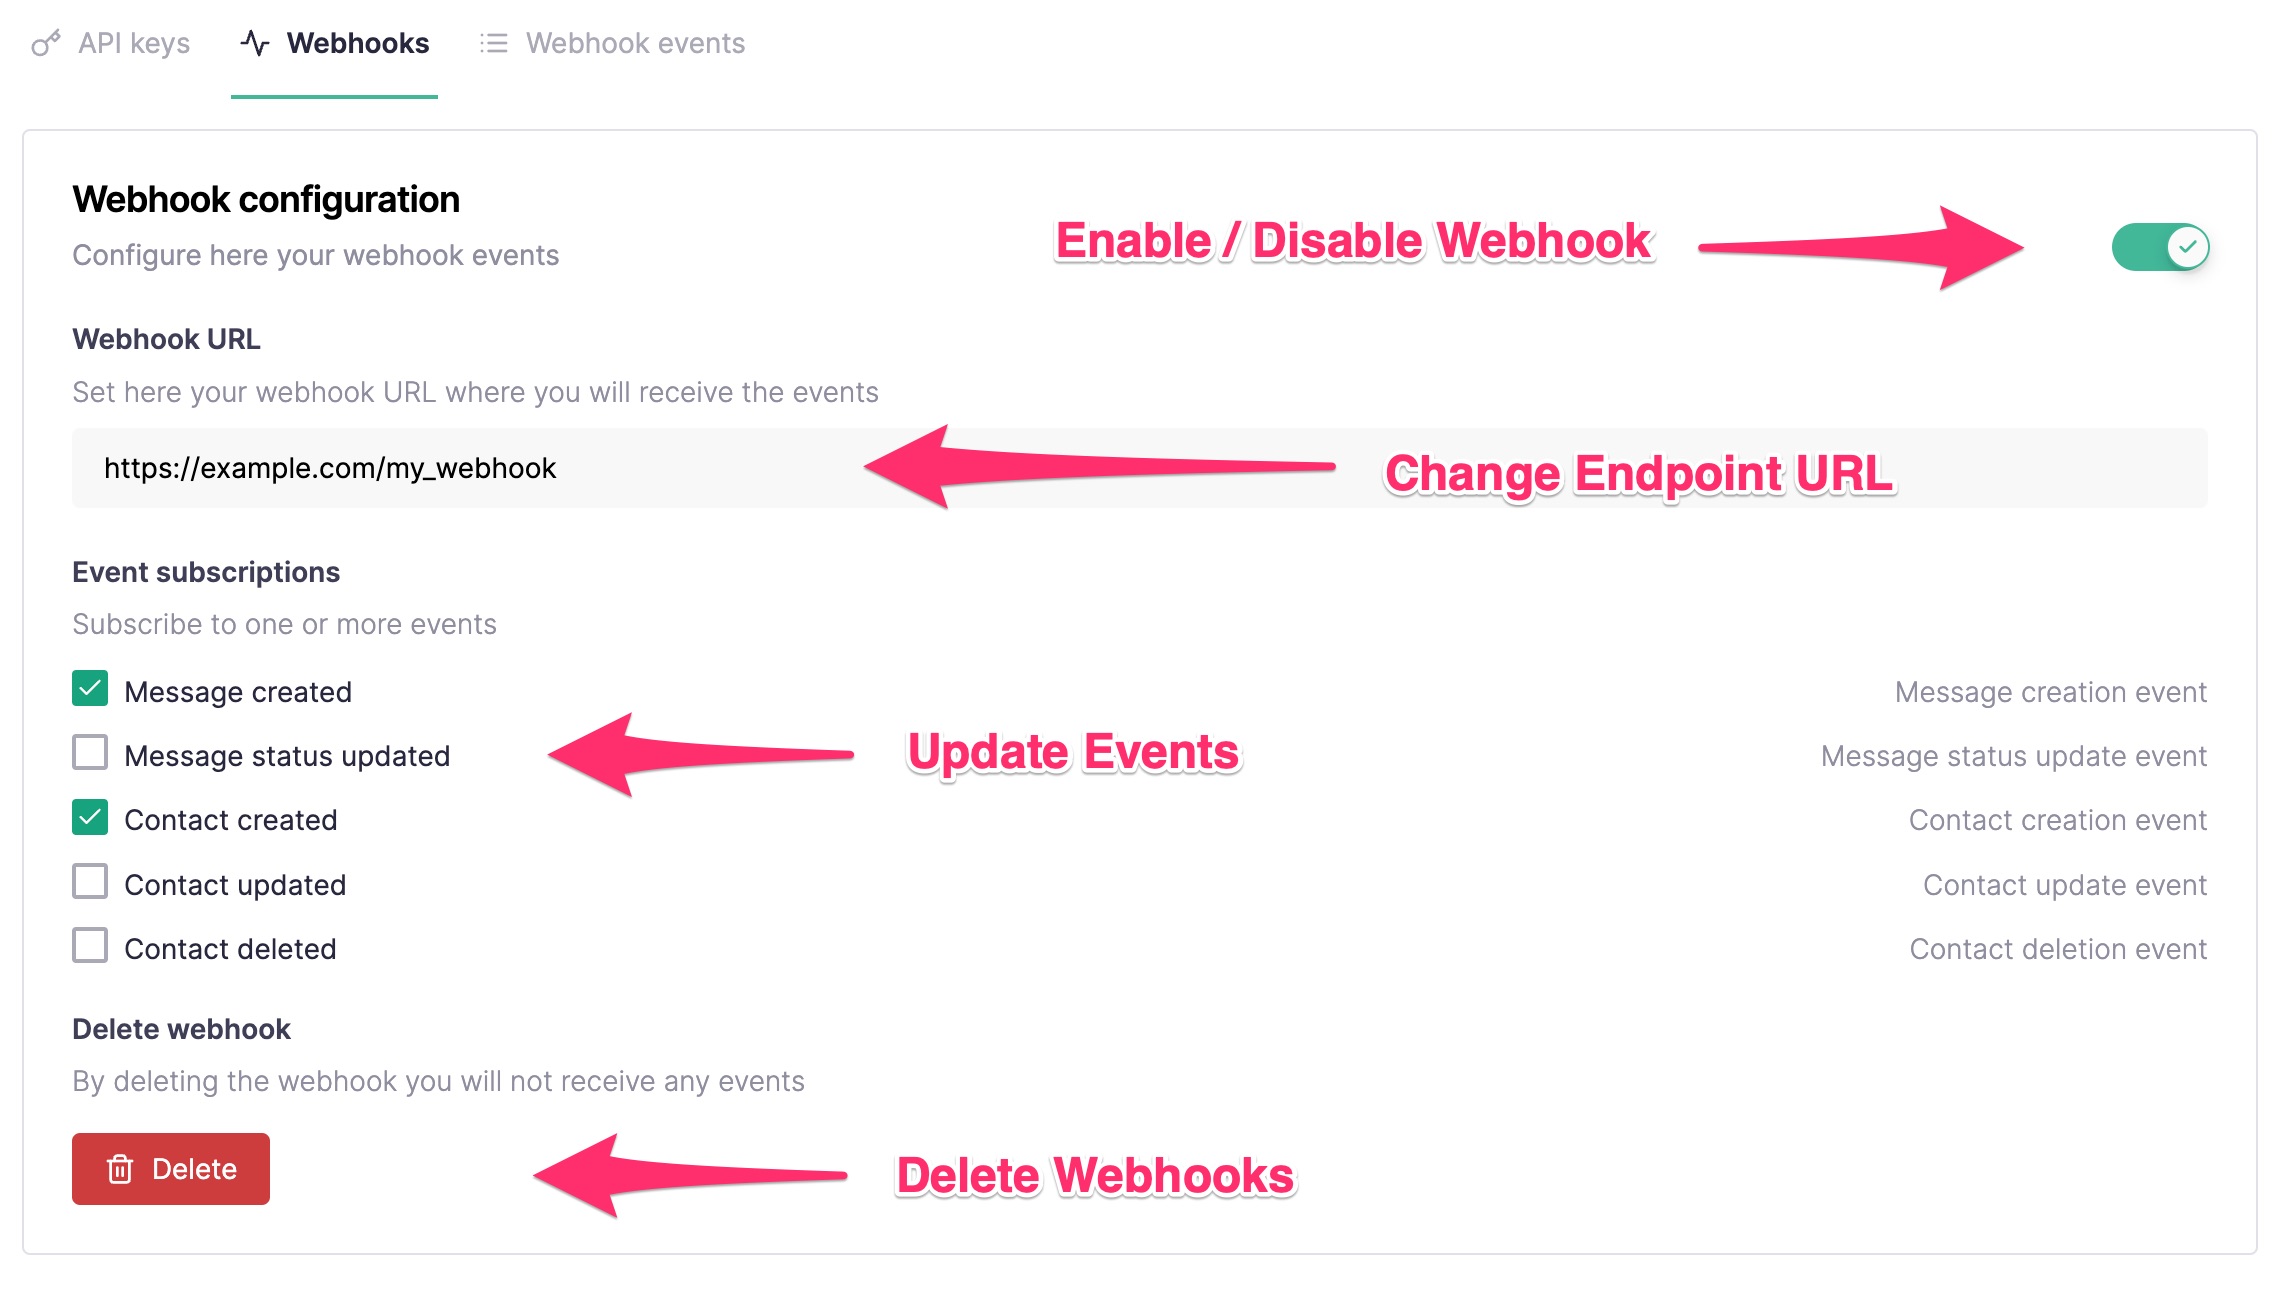 API keys Webhooks Webhook events
Webhook configuration
Configure here your webhook events
Enable / Disable Webhook
Webhook URL
Set here your webhook URL where you will receive the events
https://example.com/my_webhook
Change Endpoint URL
Event subscriptions
Subscribe to one or more events
Message created Message creation event
Message status updated Message status update event
Update Events
Contact created Contact creation event
Contact updated Contact update event
Contact deleted Contact deletion event
Delete webhook
By deleting the webhook you will not receive any events
Delete
Delete Webhooks